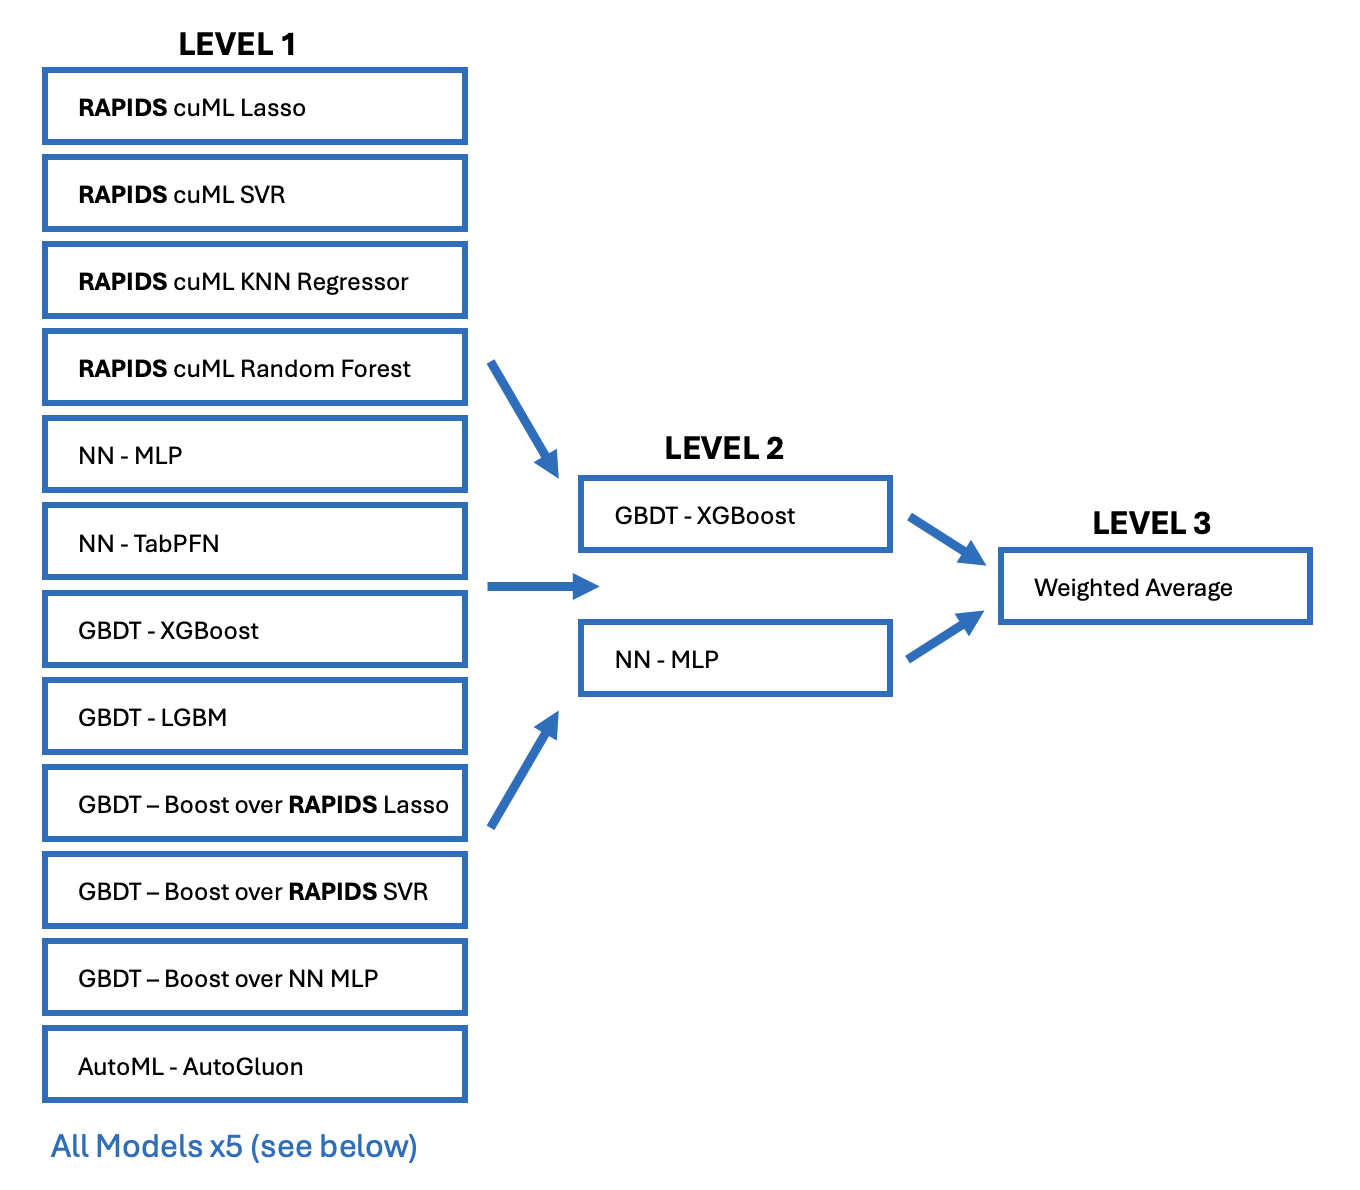 LEVEL 1
RAPIDS cuML Lasso
RAPIDS cuML SVR
RAPIDS cuML KNN Regressor
RAPIDS cuML Random Forest
NN - MLP
NN - TabPFN
GBDT - XGBoost
GBDT - LGBM
GBDT – Boost over RAPIDS Lasso
GBDT – Boost over RAPIDS SVR
GBDT – Boost over NN MLP
AutoML - AutoGluon
All Models x5 (see below)
LEVEL 2
GBDT - XGBoost
NN - MLP
LEVEL 3
Weighted Average